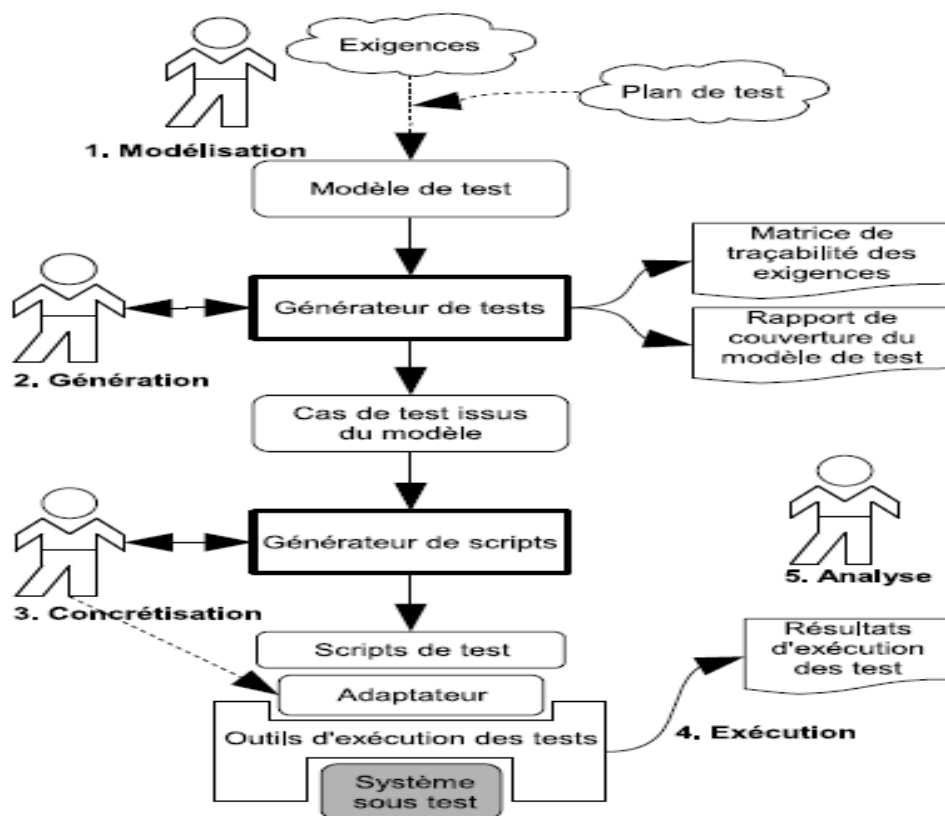 Exigences
Plan de test
1. Modélisation
Modèle de test
Matrice de
traçabilité des
exigences
Générateur de tests
Rapport de
couverture du
modèle de test
2. Génération
Cas de test issus
du modèle
Générateur de scripts
5. Analyse
3. Concrétisation
Scripts de test
Résultats
d'exécution
des test
Adaptateur
Outils d'exécution des tests
4. Exécution
Système
sous test